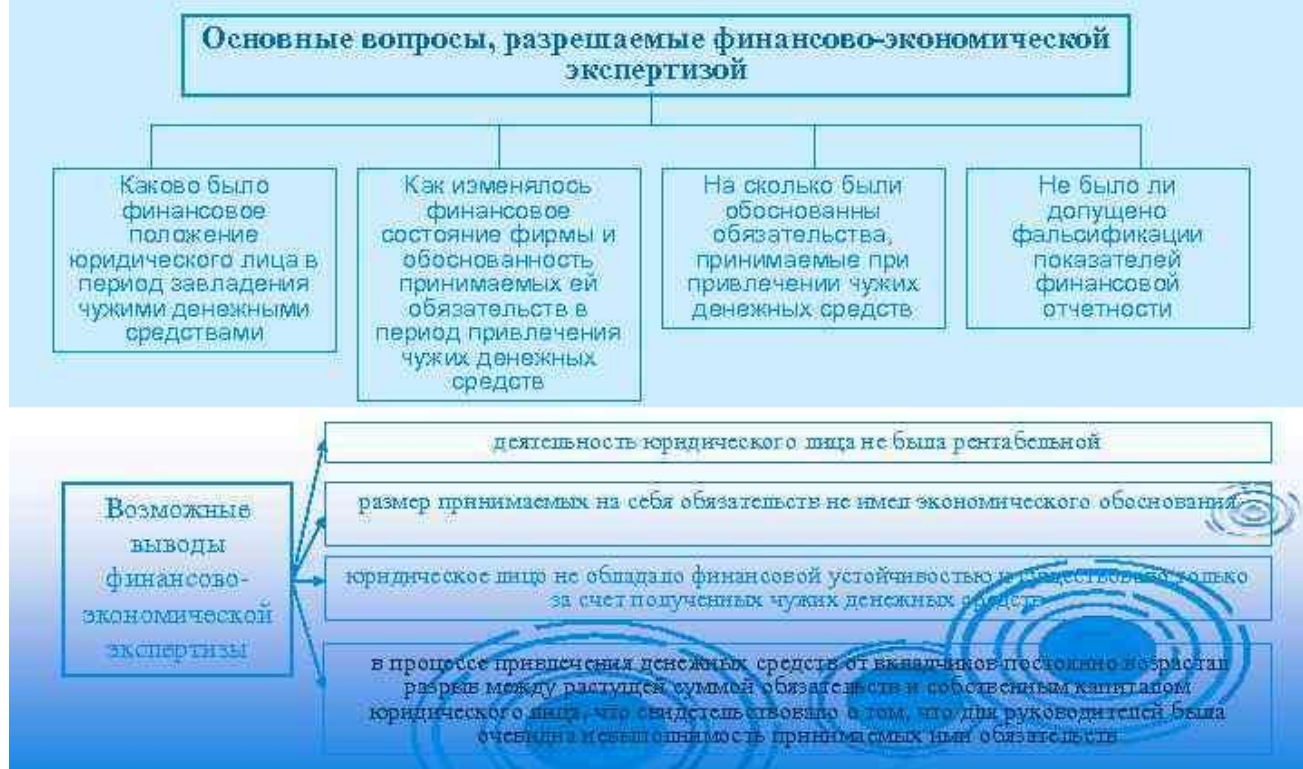 Основные вопросы, разрешаемые финансово-экономической
экспертизой
Каково было
финансовое
положение
юридического лица в
период завладения
чужими денежными
средствами
Как изменялось
финансовое
состояние фирмы и
обоснованность
принимаемых ей
обязательств в
период привлечения
чужих денежных
средств
На сколько были
обоснованны
обязательства,
принимаемые при
привлечении чужих
денежных средств
Не было ли
допущено
фальсификации
показателей
финансовой
отчетности
Возможные
выводы
финансово-
экономической
экспертизы
деятельность юридического лица не была рентабельной
размер принимаемых на себя обязательств не имел экономического обоснования
юридическое лицо не обладало финансовой устойчивостью и существовало только
за счет полученных чужих денежных средств
в процессе привлечения денежных средств от вкладчиков постоянно возрастал
разрыв между растущей суммой обязательств и собственным капиталом
юридического лица, что свидетельствовало о том, что для руководителей была
очевидна невыполнимость принимаемых ими обязательств